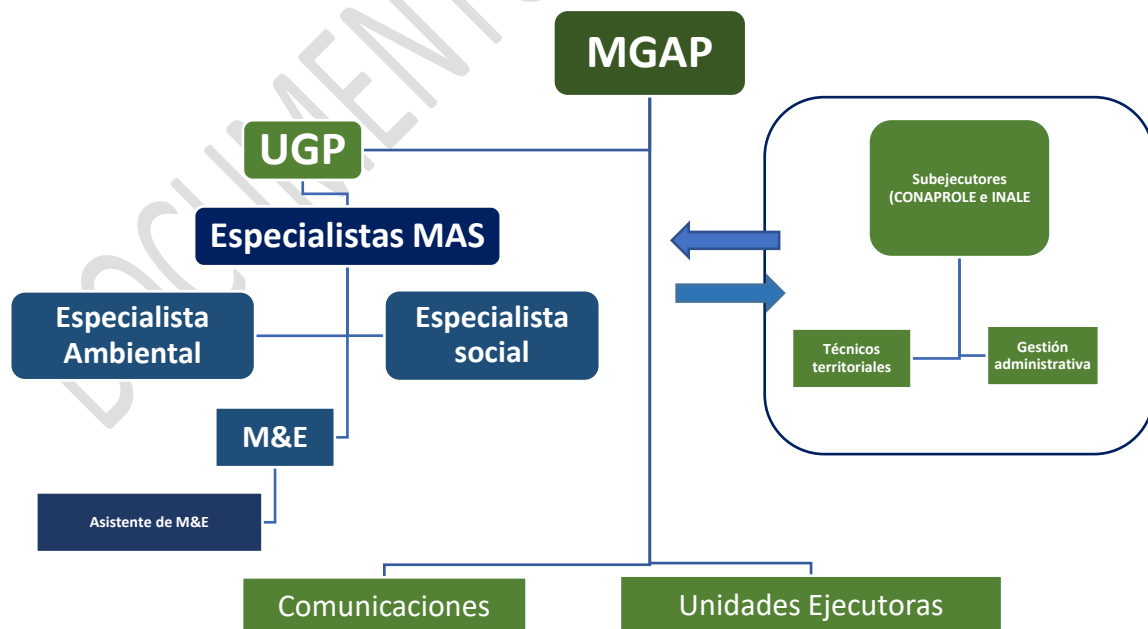 MGAP
UGP
Especialistas MAS
Especialista
Ambiental
Especialista
social
M&E
Asistente de M&E
Comunicaciones
Unidades Ejecutoras
Subejecutores
(CONAPROLE e INALE
Técnicos
territoriales
Gestión
administrativa